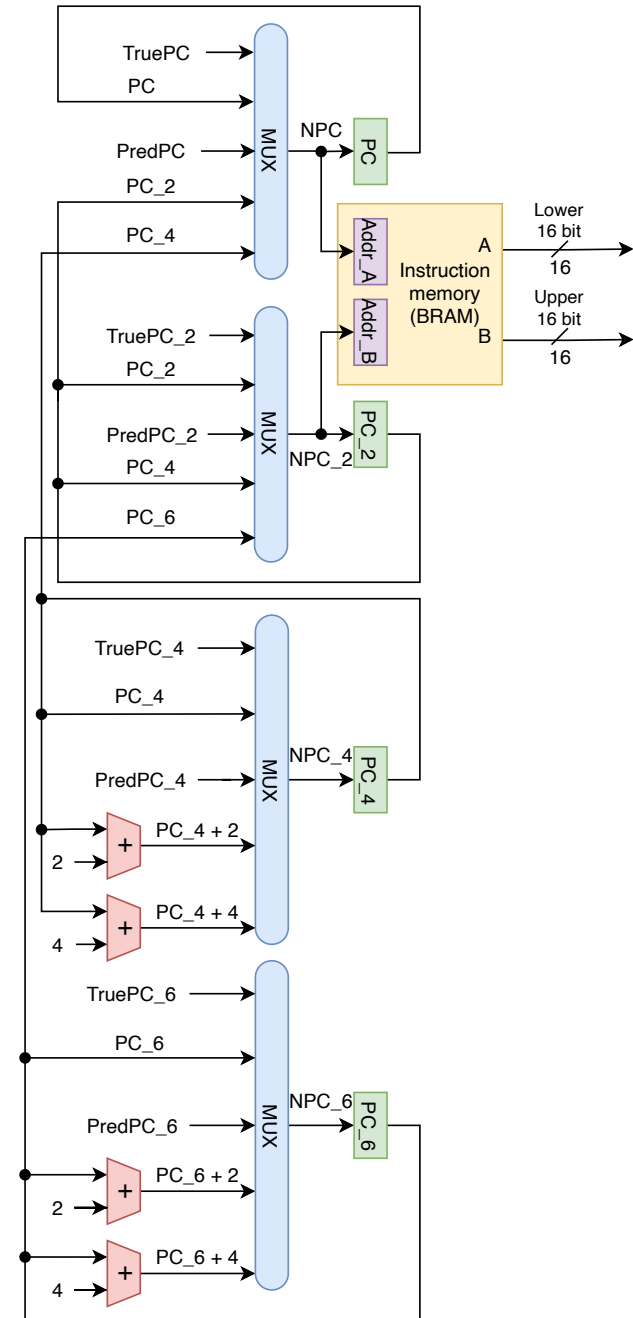 TruePC
PC
PredPC
PC_2
PC_4
MUX
NPC
PC
Addr_A
Addr_B
Instruction
memory
(BRAM)
A
B
Lower
16 bit
16
Upper
16 bit
16
TruePC_2
PC_2
PredPC_2
PC_4
PC_6
MUX
NPC_2
PC_2
TruePC_4
PC_4
PredPC_4
2
+
PC_4 + 2
4
+
PC_4 + 4
MUX
NPC_4
PC_4
TruePC_6
PC_6
PredPC_6
2
+
PC_6 + 2
4
+
PC_6 + 4
MUX
NPC_6
PC_6